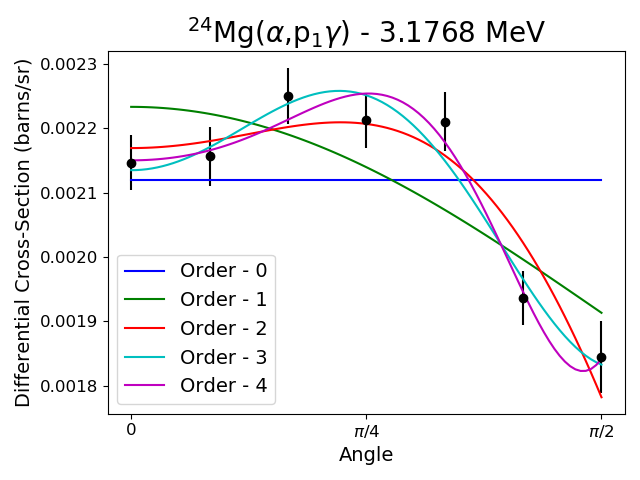 ²⁴Mg(α,p₁γ) - 3.1768 MeV
Differential Cross-Section (barns/sr)
0.0023
0.0022
0.0021
0.0020
0.0019
0.0018
Order - 0
Order - 1
Order - 2
Order - 3
Order - 4
0 π/4 π/2
Angle